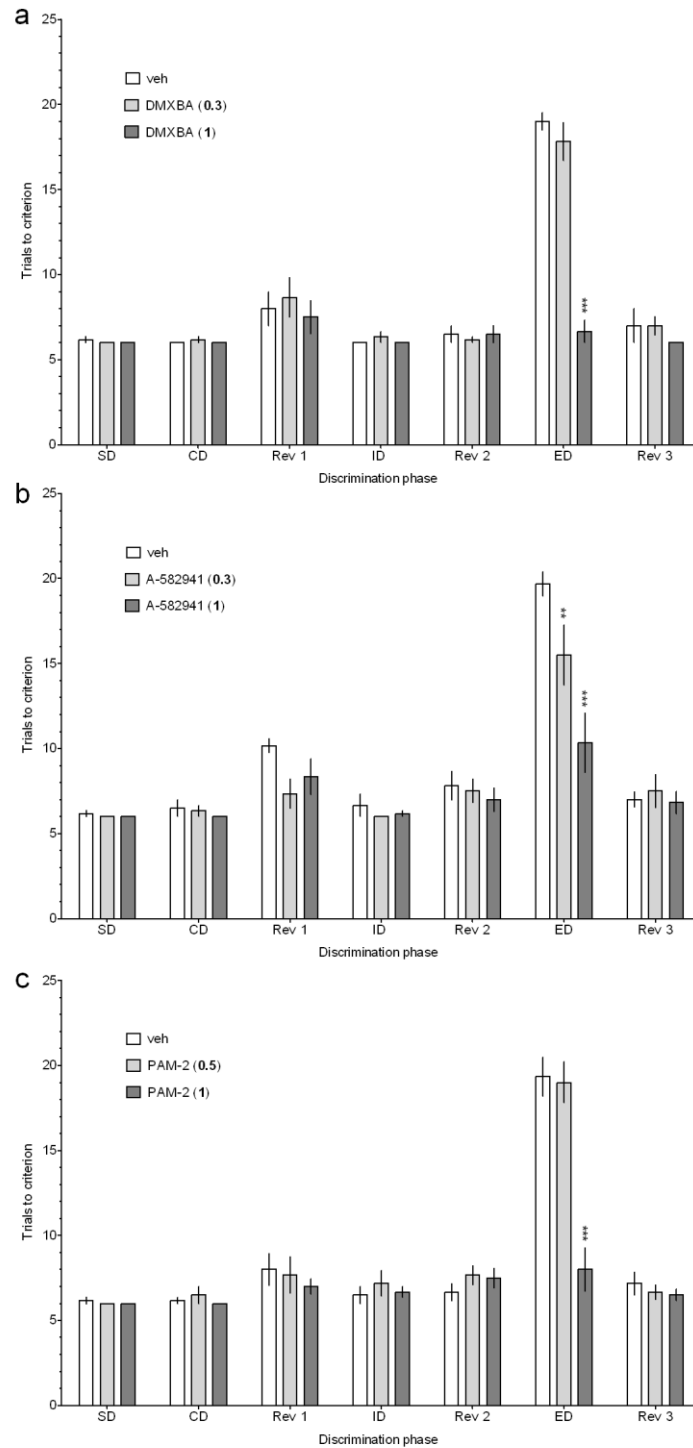 a
25
20
15
10
5
0
Trials to criterion
veh
DMXBA (0.3)
DMXBA (1)
***
SD CD Rev 1 ID Rev 2 ED Rev 3
Discrimination phase
b
25
20
15
10
5
0
Trials to criterion
veh
A-582941 (0.3)
A-582941 (1)
**
***
SD CD Rev 1 ID Rev 2 ED Rev 3
Discrimination phase
c
25
20
15
10
5
0
Trials to criterion
veh
PAM-2 (0.5)
PAM-2 (1)
***
SD CD Rev 1 ID Rev 2 ED Rev 3
Discrimination phase